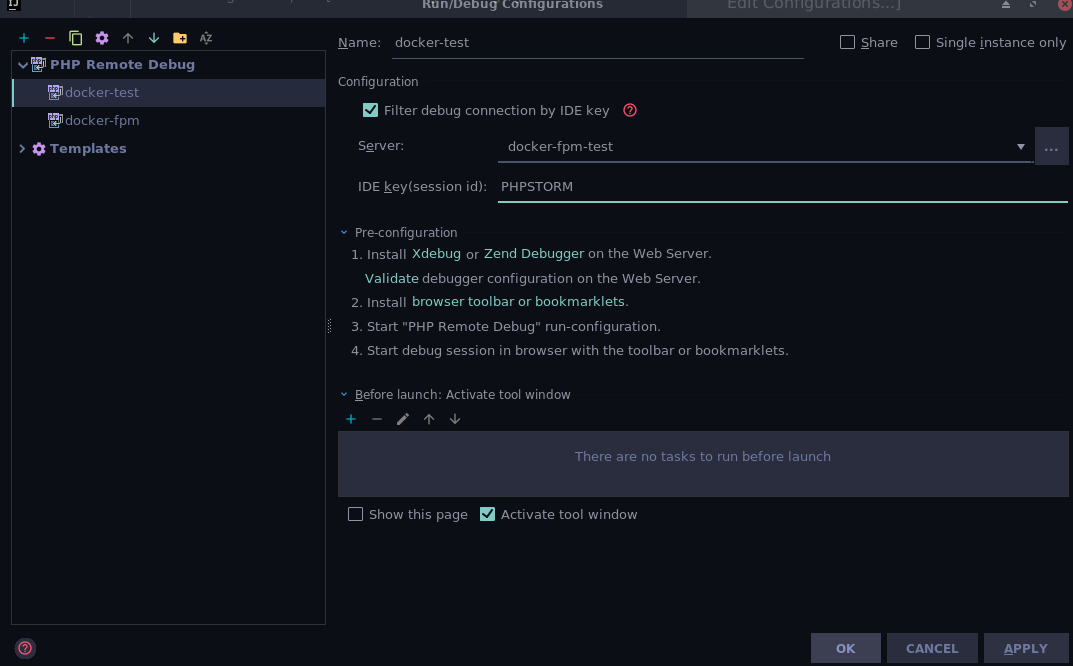 Run/Debug Configurations
Edit Configurations...]
Name: docker-test
Share
Single instance only
PHP Remote Debug
docker-test
docker-fpm
Templates
Configuration
Filter debug connection by IDE key
Server: docker-fpm-test
...
IDE key(session id): PHPSTORM
Pre-configuration
1. Install Xdebug or Zend Debugger on the Web Server.
Validate debugger configuration on the Web Server.
2. Install browser toolbar or bookmarklets.
3. Start "PHP Remote Debug" run-configuration.
4. Start debug session in browser with the toolbar or bookmarklets.
Before launch: Activate tool window
There are no tasks to run before launch
Show this page
Activate tool window
OK
CANCEL
APPLY